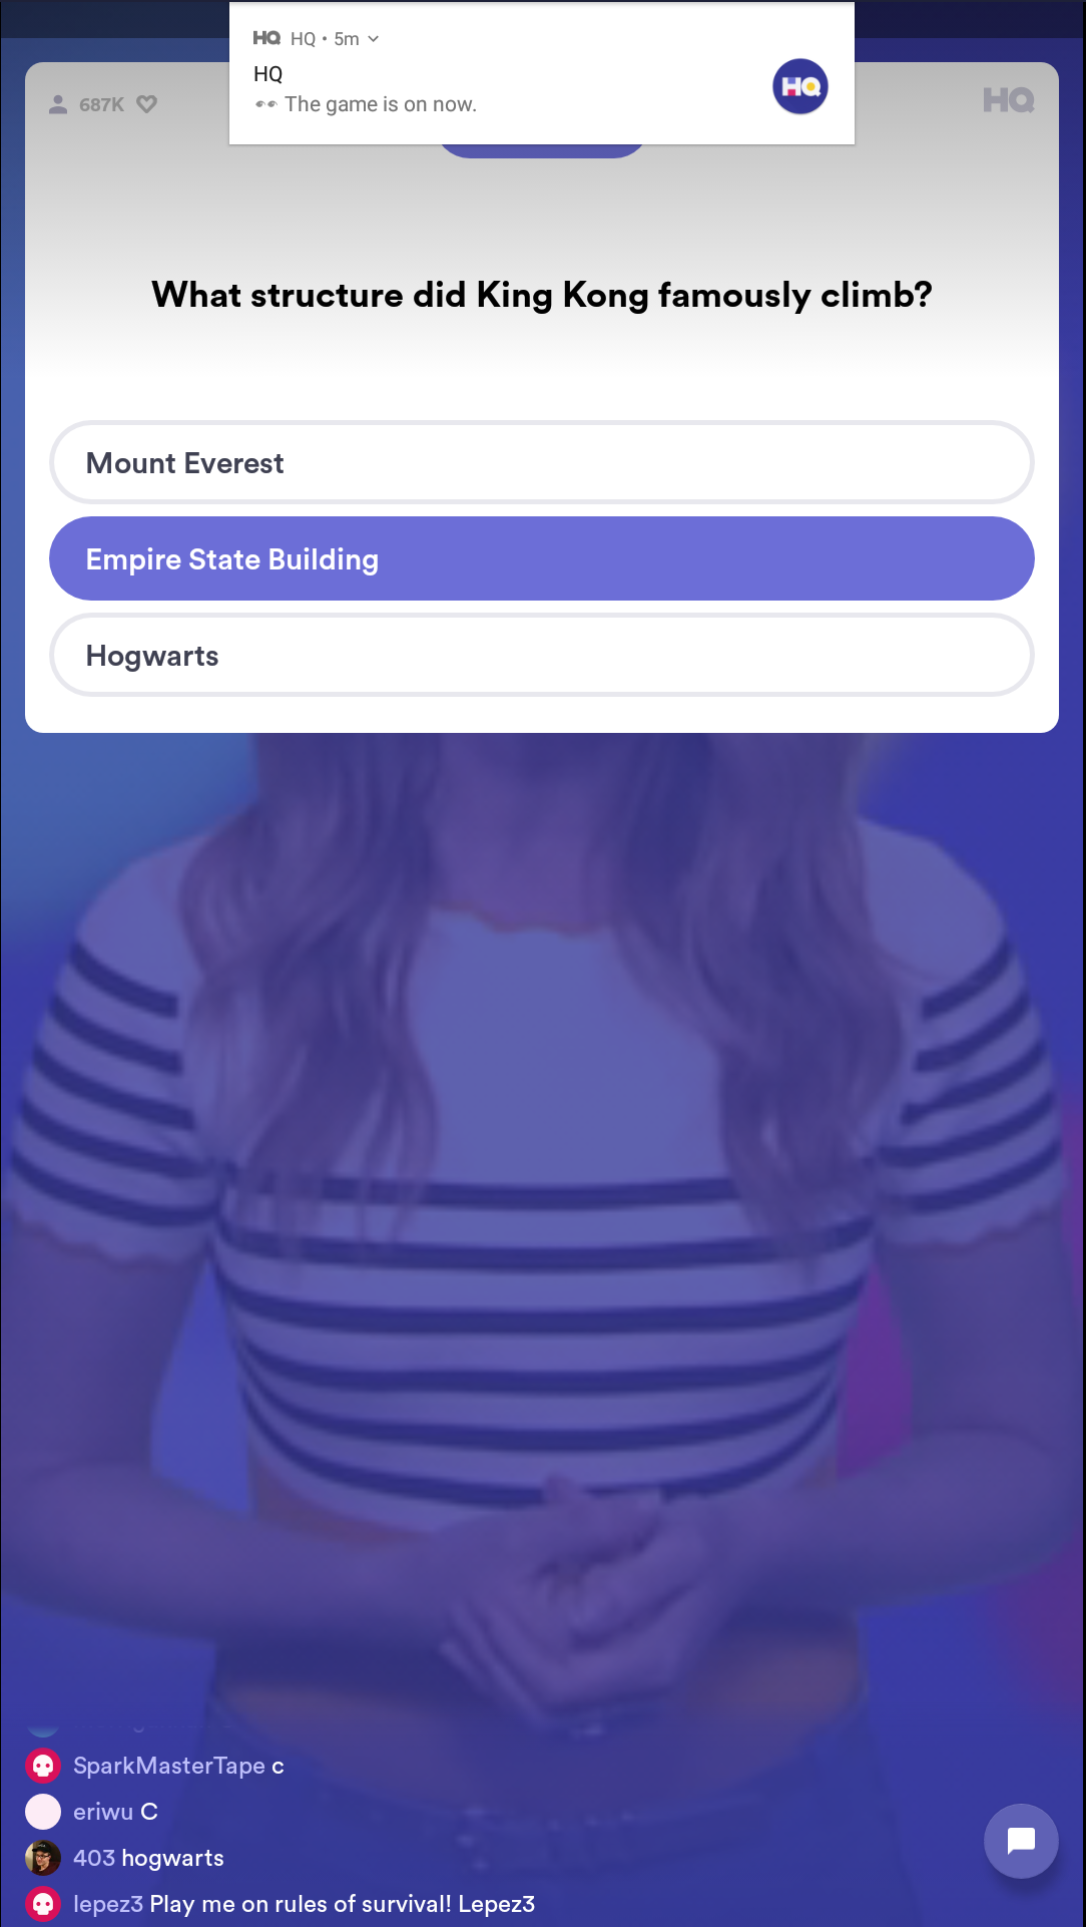 HQ HQ • 5m
HQ
👀 The game is on now.
HQ
687K
HQ
What structure did King Kong famously climb?
Mount Everest
Empire State Building
Hogwarts
SparkMasterTape c
eriwu C
403 hogwarts
lepez3 Play me on rules of survival! Lepez3